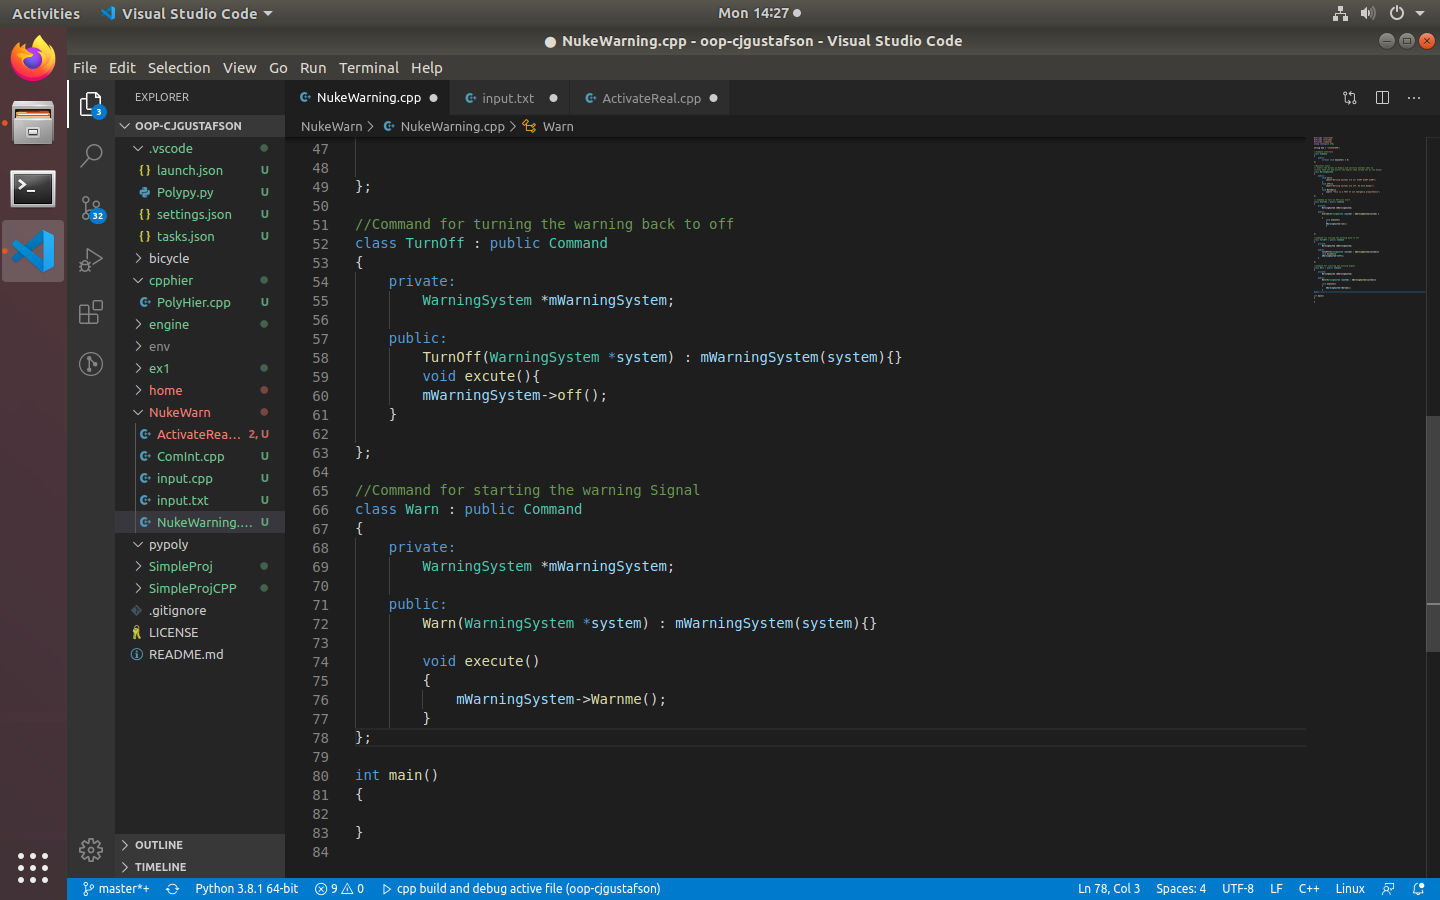 Activities Visual Studio Code Mon 14:27
NukeWarning.cpp - oop-cjgustafson - Visual Studio Code
File Edit Selection View Go Run Terminal Help
EXPLORER
NukeWarning.cpp input.txt ActivateReal.cpp
NukeWarn NukeWarning.cpp Warn
3
32
OOP-CJGUSTAFSON
.vscode
launch.json U
Polypy.py U
settings.json U
tasks.json U
bicycle
cpphier
PolyHier.cpp U
engine
env
ex1
home
NukeWarn
ActivateRea... 2, U
ComInt.cpp U
input.cpp U
input.txt U
NukeWarning.... U
pypoly
SimpleProj
SimpleProjCPP
.gitignore
LICENSE
README.md
OUTLINE
TIMELINE
47
48
49 };
50
51 //Command for turning the warning back to off
52 class TurnOff : public Command
53 {
54 private:
55 WarningSystem *mWarningSystem;
56
57 public:
58 TurnOff(WarningSystem *system) : mWarningSystem(system){}
59 void excute(){
60 mWarningSystem->off();
61 }
62
63 };
64
65 //Command for starting the warning Signal
66 class Warn : public Command
67 {
68 private:
69 WarningSystem *mWarningSystem;
70
71 public:
72 Warn(WarningSystem *system) : mWarningSystem(system){}
73
74 void execute()
75 {
76 mWarningSystem->Warnme();
77 }
78 };
79
80 int main()
81 {
82
83 }
84
master*+ Python 3.8.1 64-bit 9 0 cpp build and debug active file (oop-cjgustafson) Ln 78, Col 3 Spaces: 4 UTF-8 LF C++ Linux